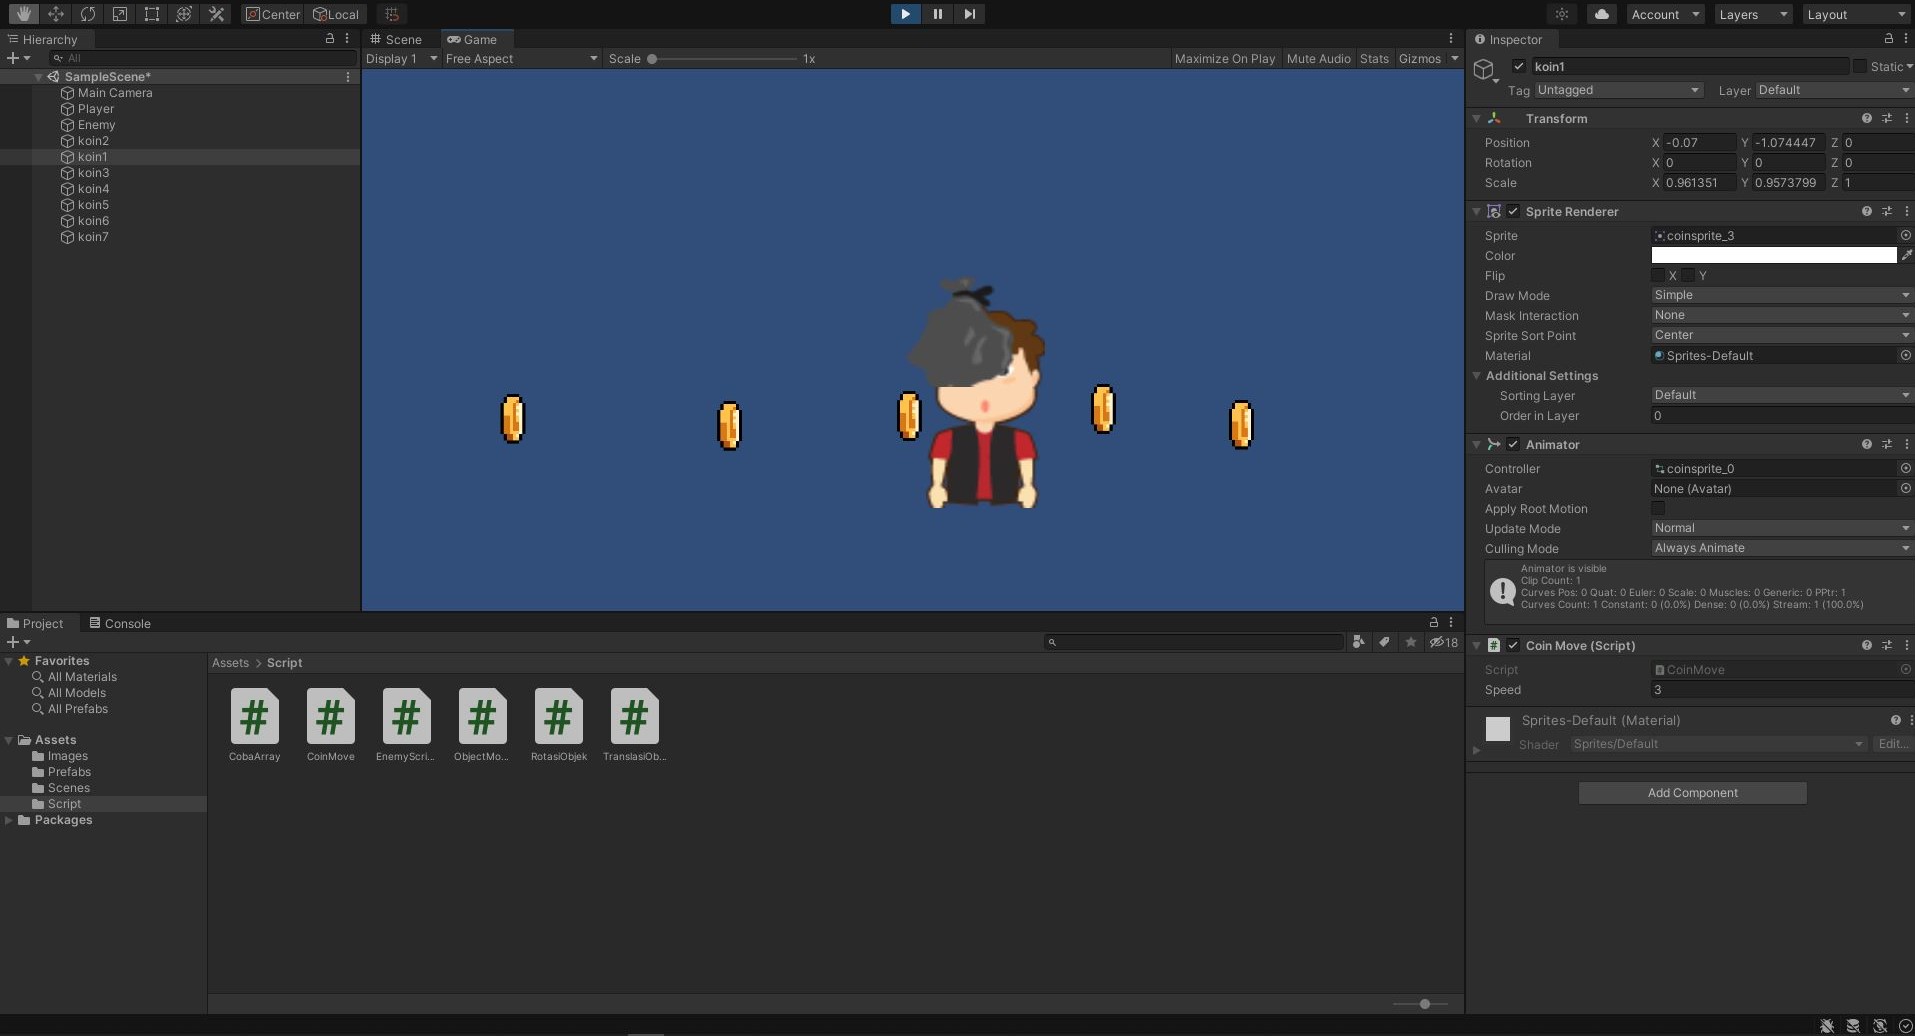 Center
Local
Account
Layers
Layout
Hierarchy
All
SampleScene*
Main Camera
Player
Enemy
koin2
koin1
koin3
koin4
koin5
koin6
koin7
Scene
Game
Display 1
Free Aspect
Scale
1x
Maximize On Play
Mute Audio
Stats
Gizmos
Inspector
koin1
Static
Tag Untagged
Layer Default
Transform
Position X -0.07 Y -1.074447 Z 0
Rotation X 0 Y 0 Z 0
Scale X 0.961351 Y 0.9573799 Z 1
Sprite Renderer
Sprite coinsprite_3
Color
Flip X Y
Draw Mode Simple
Mask Interaction None
Sprite Sort Point Center
Material Sprites-Default
Additional Settings
Sorting Layer Default
Order in Layer 0
Animator
Controller coinsprite_0
Avatar None (Avatar)
Apply Root Motion
Update Mode Normal
Culling Mode Always Animate
Animator is visible
Clip Count: 1
Curves Pos: 0 Quat: 0 Euler: 0 Scale: 0 Muscles: 0 Generic: 0 PPtr: 1
Curves Count: 1 Constant: 0 (0.0%) Dense: 0 (0.0%) Stream: 1 (100.0%)
Coin Move (Script)
Script CoinMove
Speed 3
Sprites-Default (Material)
Shader Sprites/Default Edit...
Add Component
Project
Console
18
Favorites
All Materials
All Models
All Prefabs
Assets
Images
Prefabs
Scenes
Script
Packages
Assets > Script
CobaArray
CoinMove
EnemyScri...
ObjectMo...
RotasiObjek
TranslasiOb...